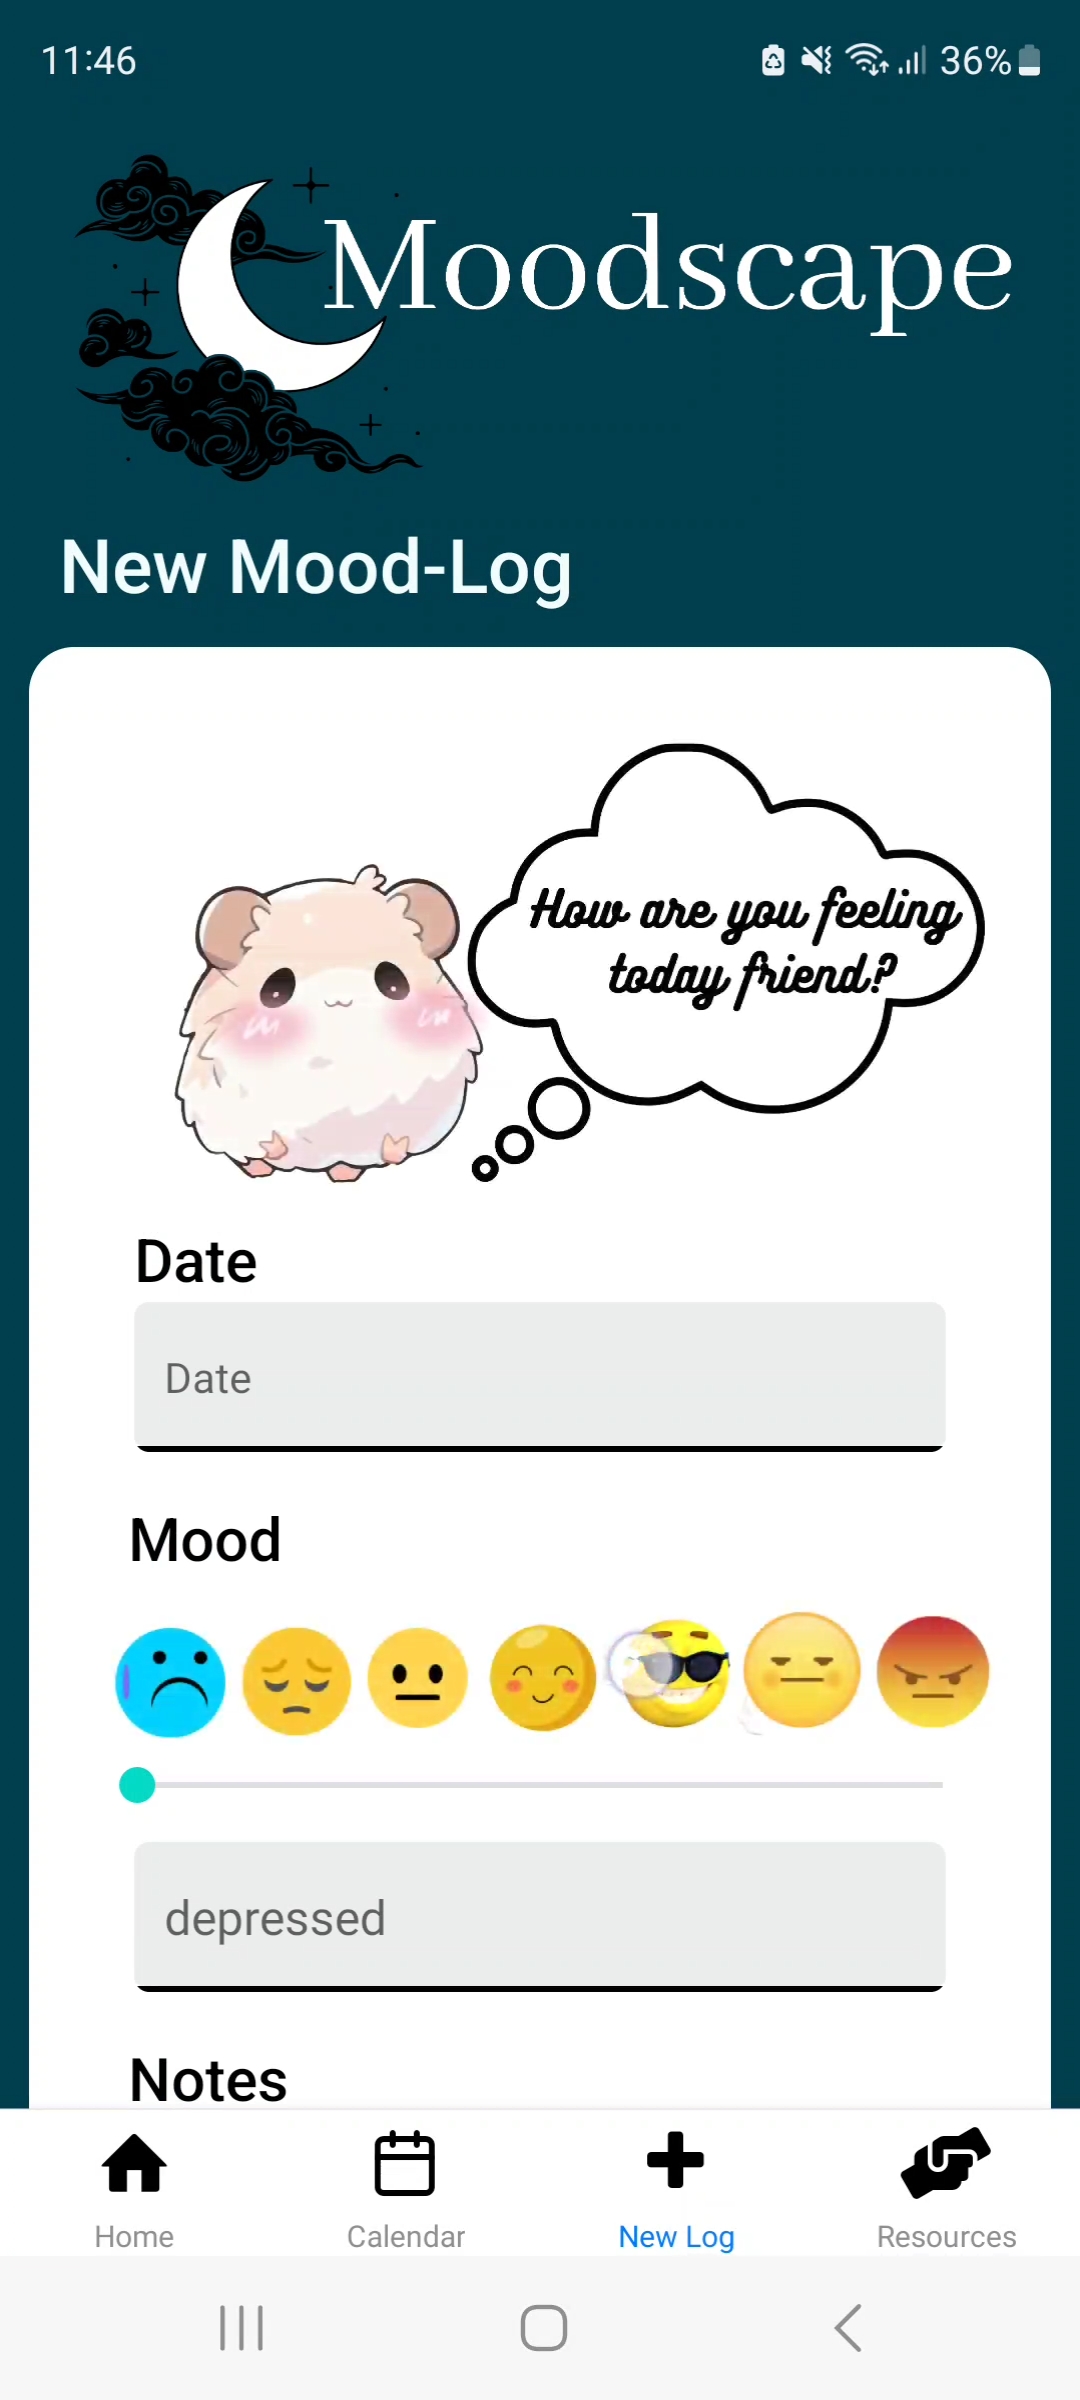 11:46
36%
Moodscape
New Mood-Log
How are you feeling
today friend?
Date
Date
Mood
depressed
Notes
Home
Calendar
New Log
Resources